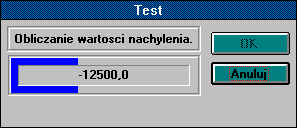 Test
Obliczanie wartosci nachylenia.
OK
-12500,0
Anuluj